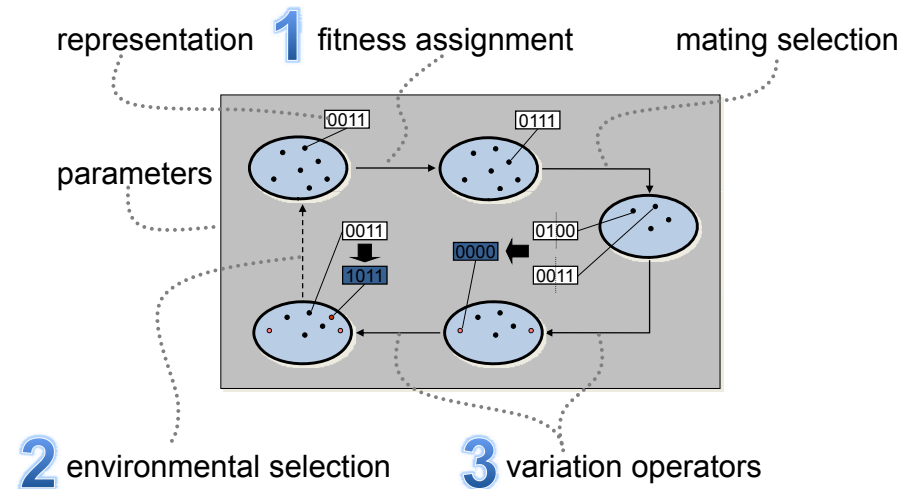 representation 1 fitness assignment mating selection
0011 0111
parameters
0011 0000 0100
1011 0011
2 environmental selection 3 variation operators